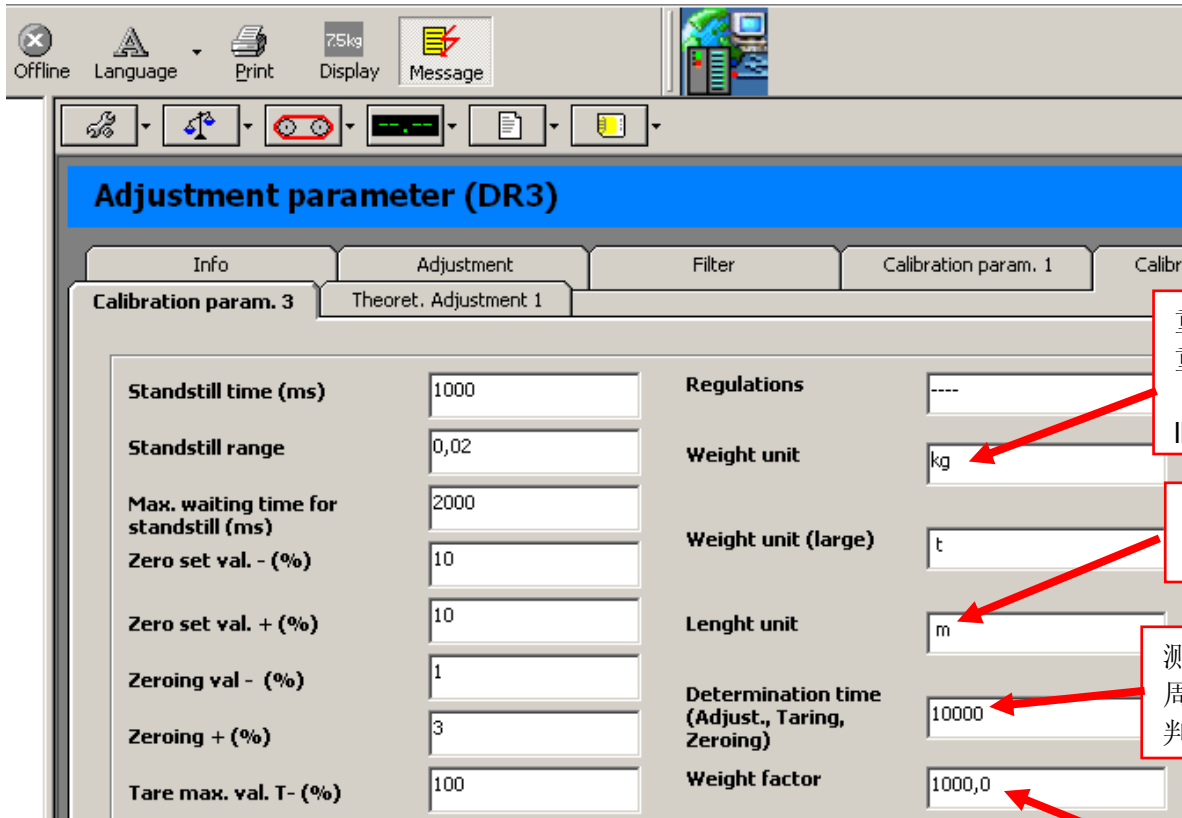 Offline Language Print Display Message
7.5kg
Adjustment parameter (DR3)
Info Adjustment Filter Calibration param. 1
Calibration param. 3 Theoret. Adjustment 1
Standstill time (ms) 1000
Standstill range 0,02
Max. waiting time for
standstill (ms) 2000
Zero set val. - (%) 10
Zero set val. + (%) 10
Zeroing val - (%) 1
Zeroing + (%) 3
Tare max. val. T- (%) 100
Regulations ----
Weight unit kg
Weight unit (large) t
Lenght unit m
Determination time
(Adjust., Taring,
Zeroing) 10000
Weight factor 1000,0
测
周
判